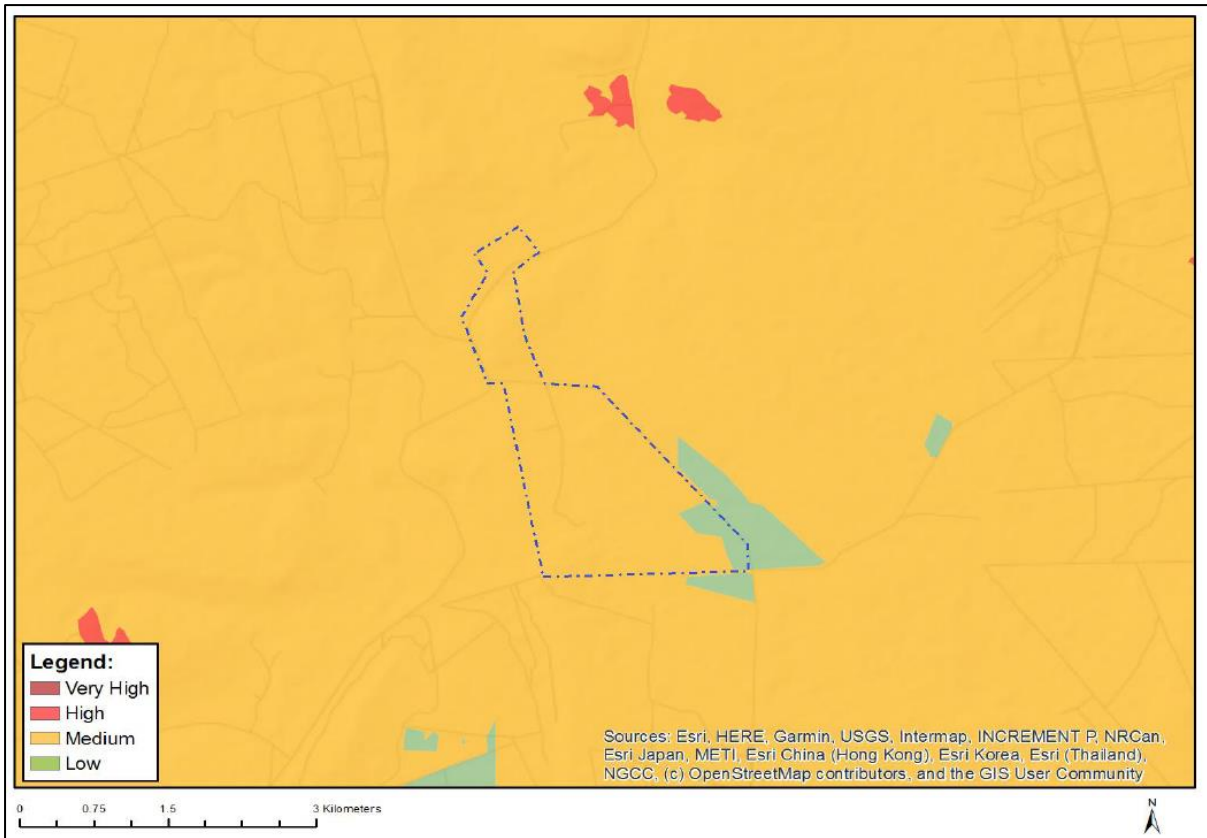 Legend:
Very High
High
Medium
Low
Sources: Esri, HERE, Garmin, USGS, Intermap, INCREMENT P, NRCan,
Esri Japan, METI, Esri China (Hong Kong), Esri Korea, Esri (Thailand),
NGCC, (c) OpenStreetMap contributors, and the GIS User Community
0 0.75 1.5 3 Kilometers
N